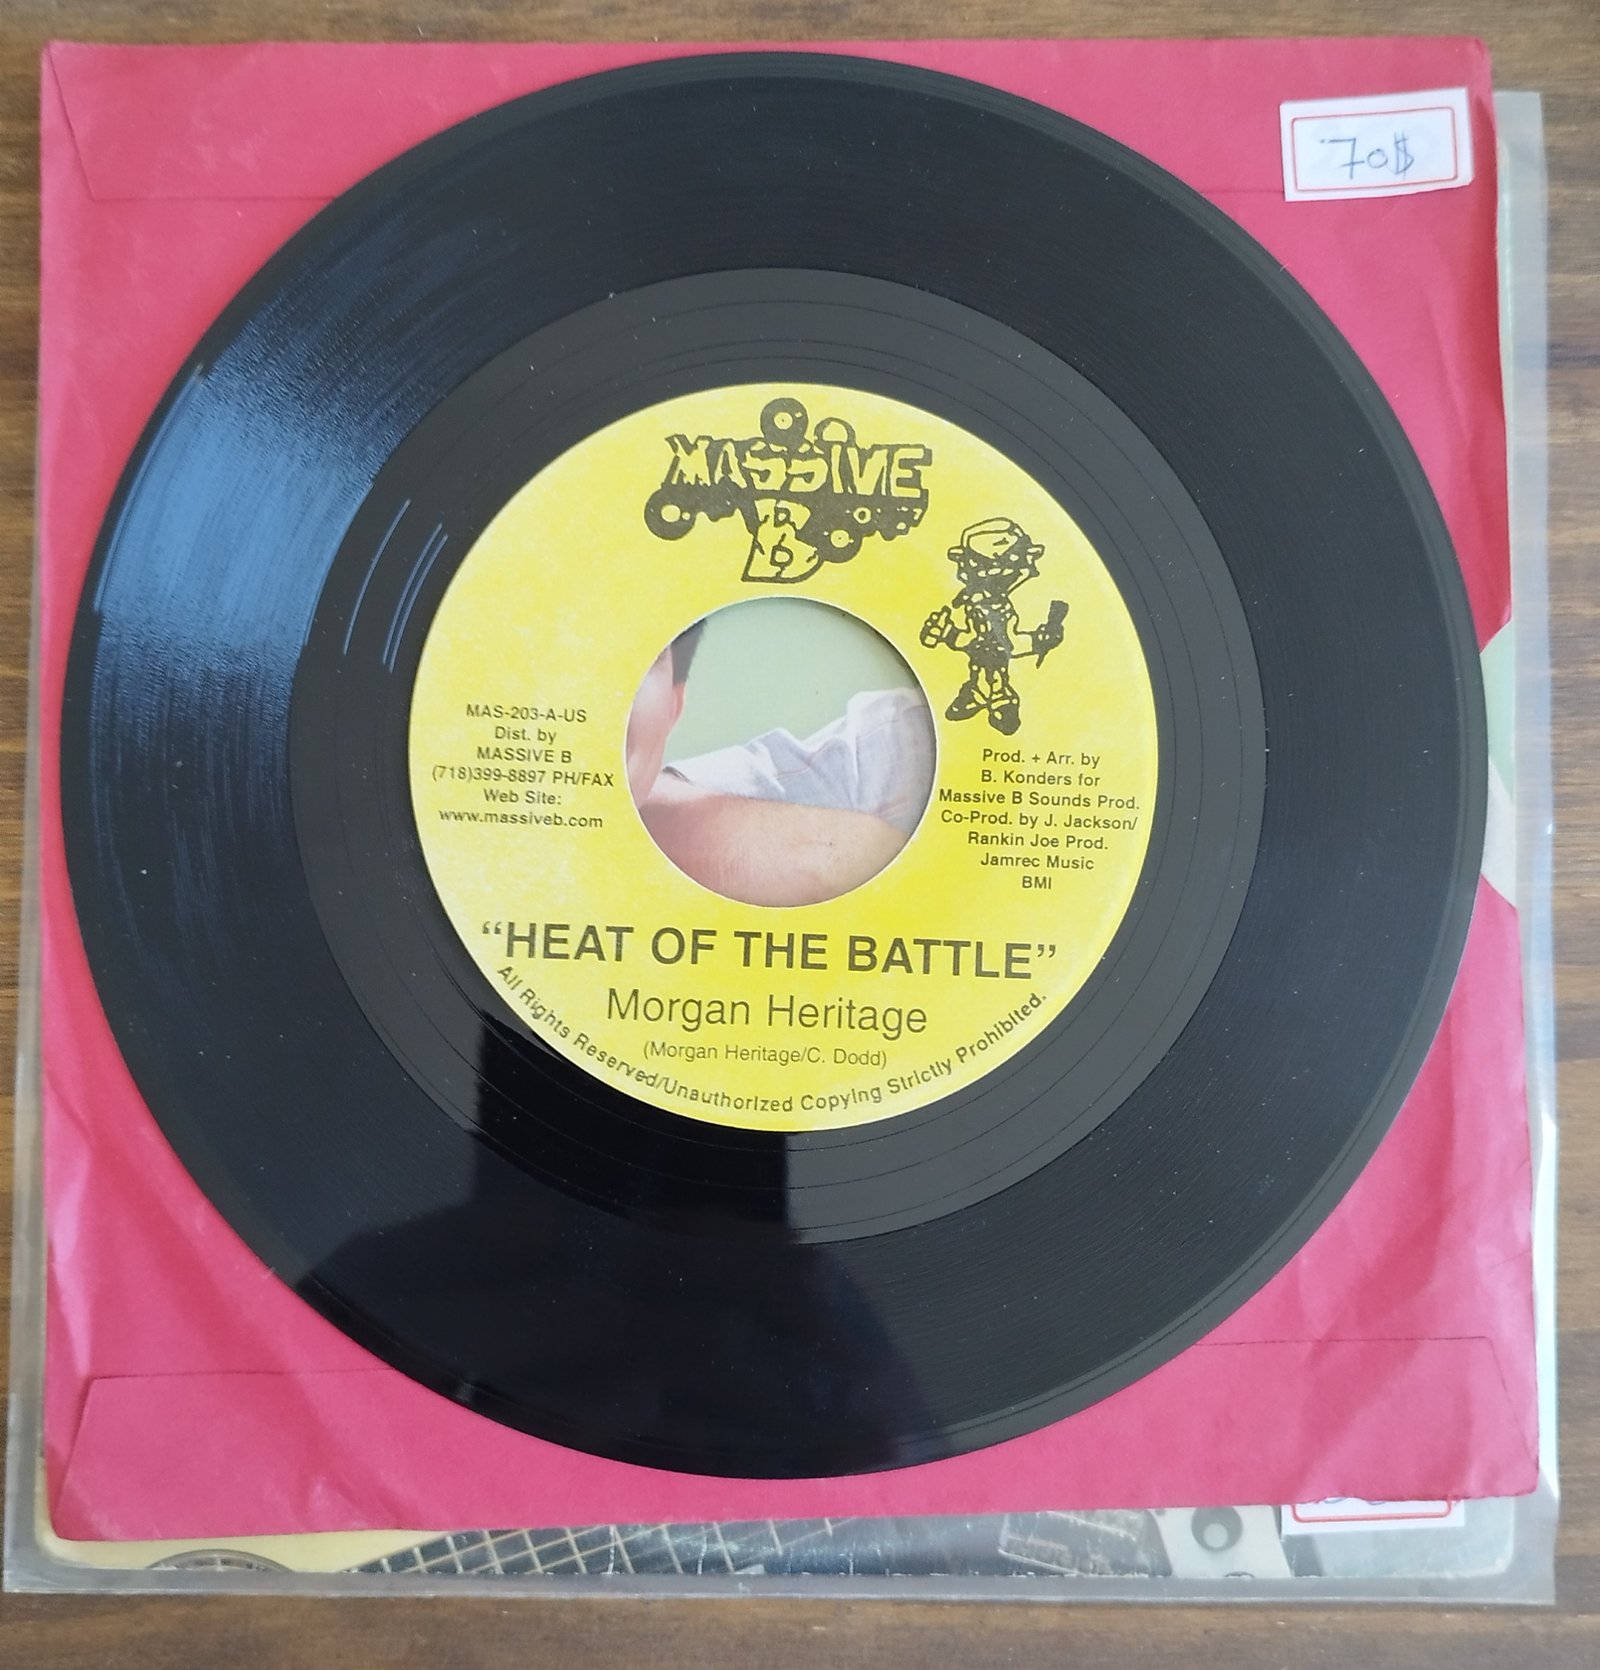 70$
MASSIVE
B
MAS-203-A-US
Dist. by
MASSIVE B
(718)399-8897 PH/FAX
Web Site:
www.massiveb.com
Prod. + Arr. by
B. Konders for
Massive B Sounds Prod.
Co-Prod. by J. Jackson/
Rankin Joe Prod.
Jamrec Music
BMI
“HEAT OF THE BATTLE”
Morgan Heritage
(Morgan Heritage/C. Dodd)
All Rights Reserved/Unauthorized Copying Strictly Prohibited.